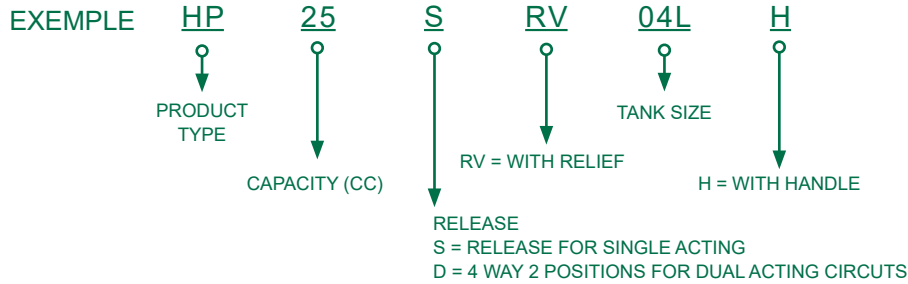 EXEMPLE HP 25 S RV 04L H
PRODUCT
TYPE
TANK SIZE
CAPACITY (CC)
RV = WITH RELIEF
H = WITH HANDLE
RELEASE
S = RELEASE FOR SINGLE ACTING
D = 4 WAY 2 POSITIONS FOR DUAL ACTING CIRCUTS